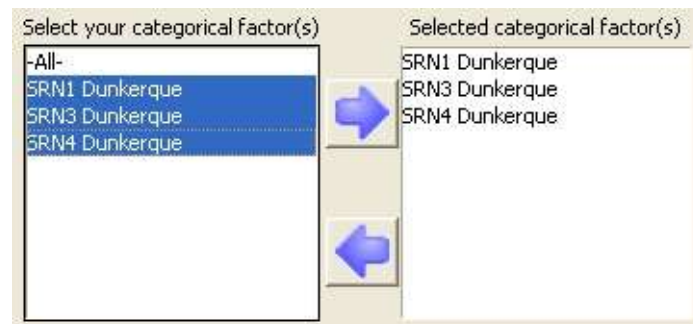 Select your categorical factor(s)
-All-
SRN1 Dunkerque
SRN3 Dunkerque
SRN4 Dunkerque
Selected categorical factor(s)
SRN1 Dunkerque
SRN3 Dunkerque
SRN4 Dunkerque